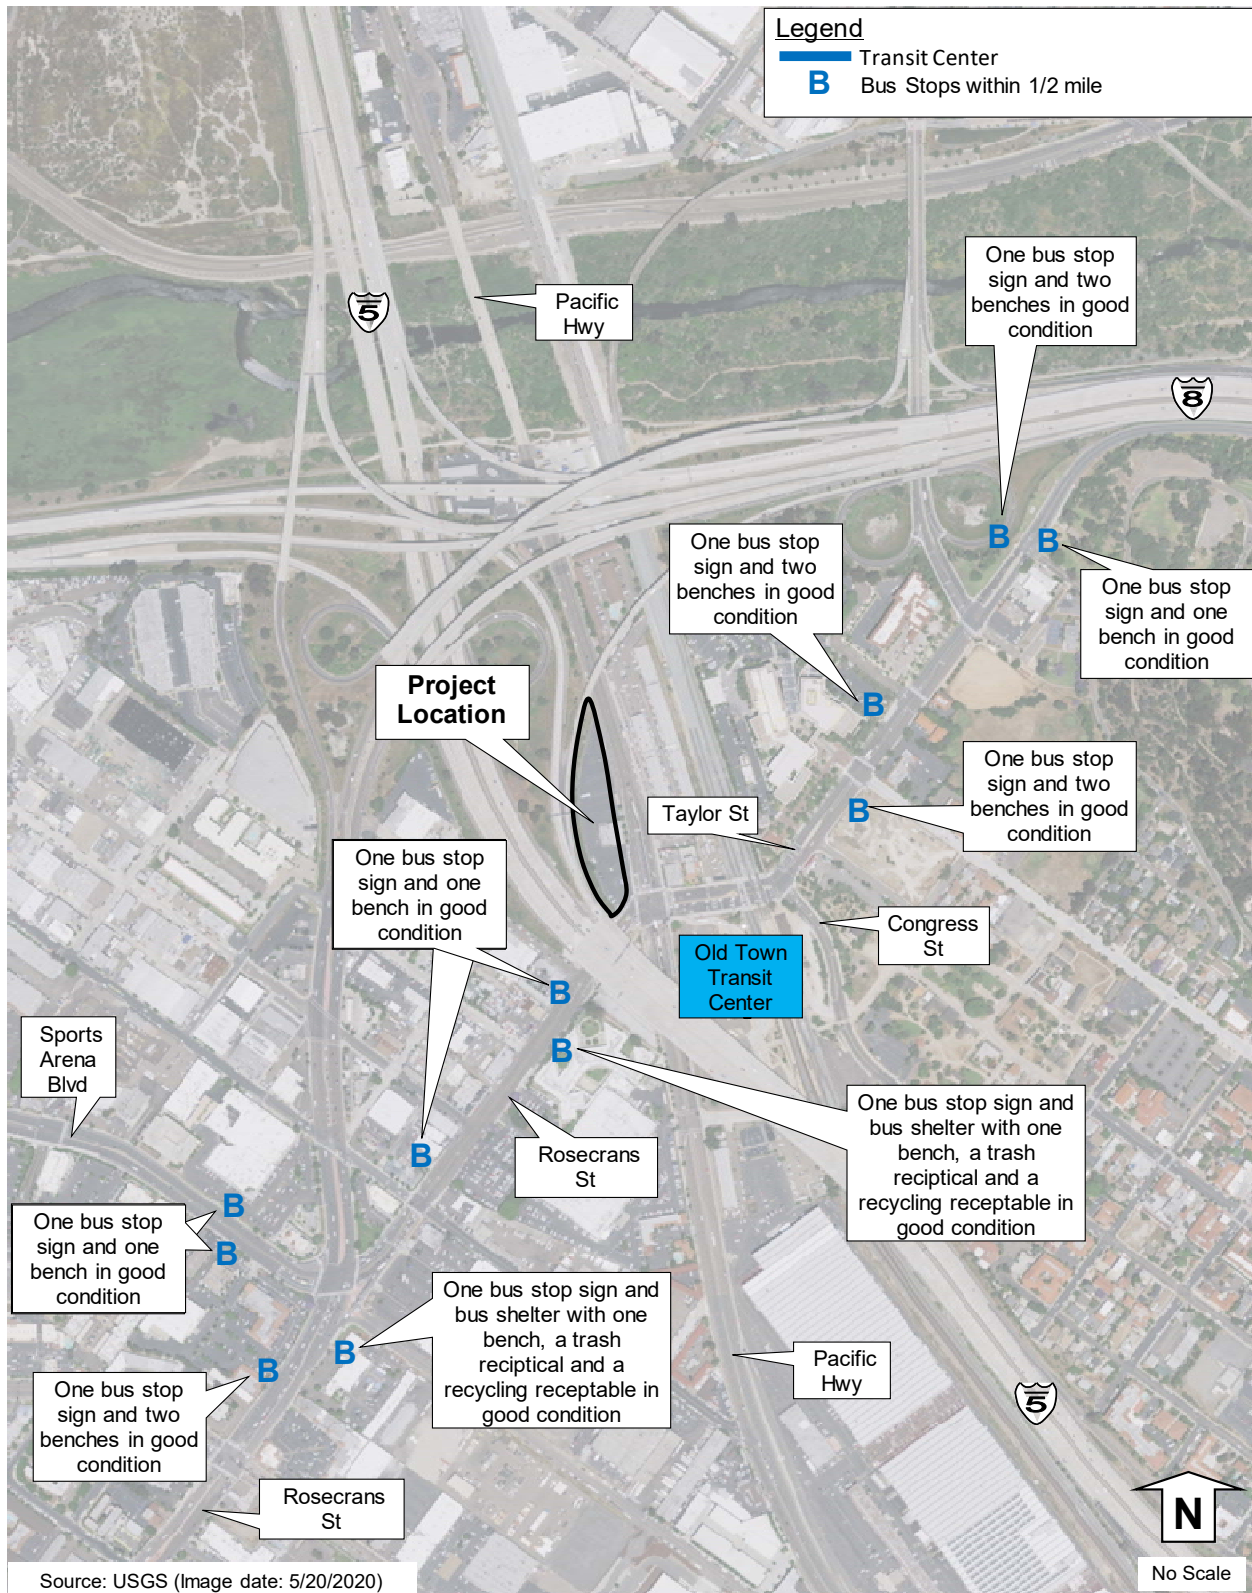 Legend
Transit Center
B Bus Stops within 1/2 mile
One bus stop
sign and two
benches in good
condition
5
Pacific
Hwy
8
B
B
One bus stop
sign and two
benches in good
condition
One bus stop
sign and one
bench in good
condition
Project
Location
B
One bus stop
sign and two
benches in good
condition
B
Taylor St
One bus stop
sign and one
bench in good
condition
Congress
St
Old Town
Transit
Center
B
B
Sports
Arena
Blvd
One bus stop sign and
bus shelter with one
bench, a trash
reciptical and a
recycling receptable in
good condition
B
Rosecrans
St
B
One bus stop
sign and one
bench in good
condition
B
One bus stop sign and
bus shelter with one
bench, a trash
reciptical and a
recycling receptable in
good condition
B
B
Pacific
Hwy
One bus stop
sign and two
benches in good
condition
5
Rosecrans
St
N
No Scale
Source: USGS (Image date: 5/20/2020)